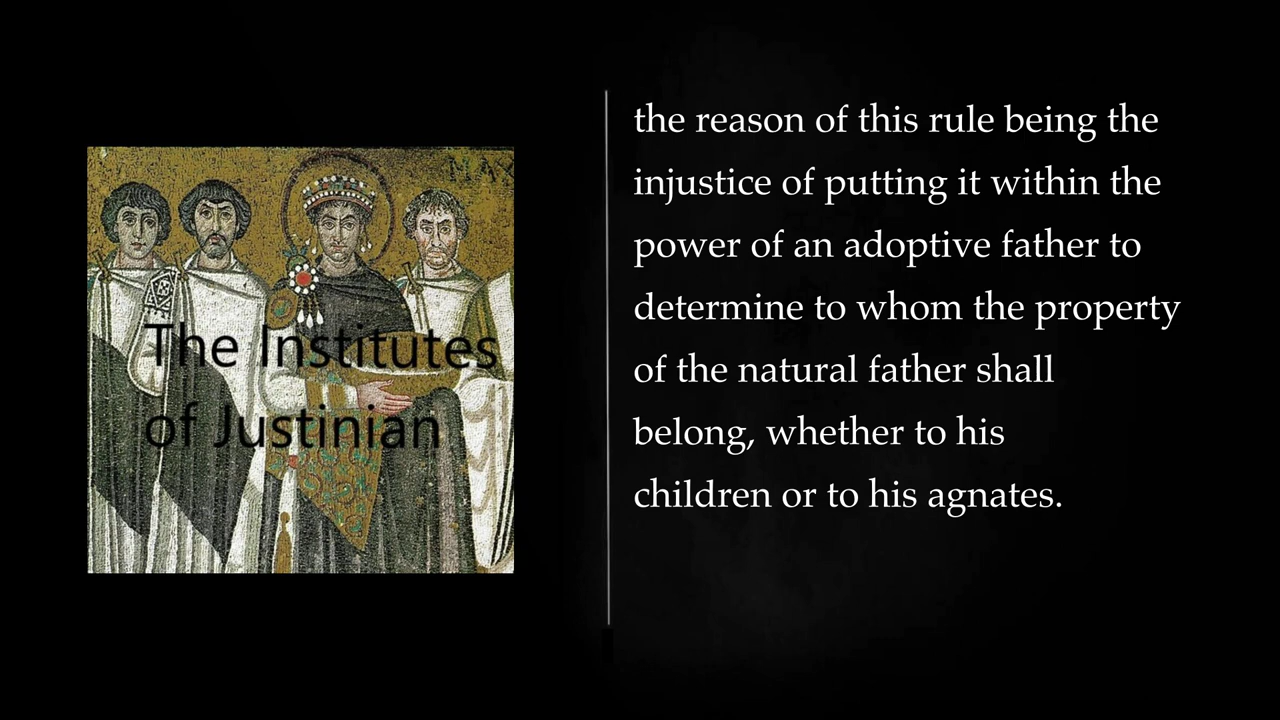 MAX
The Institutes
of Justinian
the reason of this rule being the
injustice of putting it within the
power of an adoptive father to
determine to whom the property
of the natural father shall
belong, whether to his
children or to his agnates.